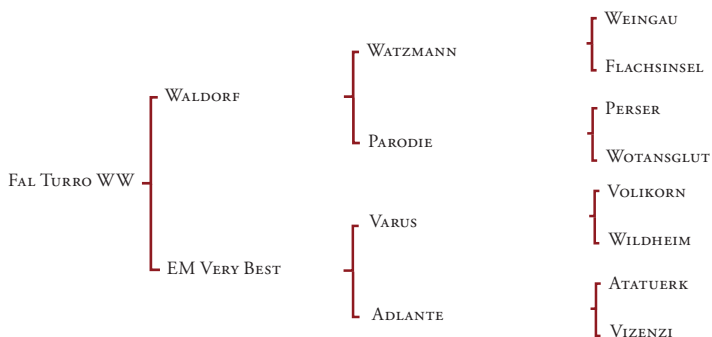 Weingau
Watzmann
Flachsinsel
Waldorf
Perser
Parodie
Wotansglut
Fal Turro WW
Volikorn
Varus
Wildheim
EM Very Best
Atatuerk
Adlante
Vizenzi